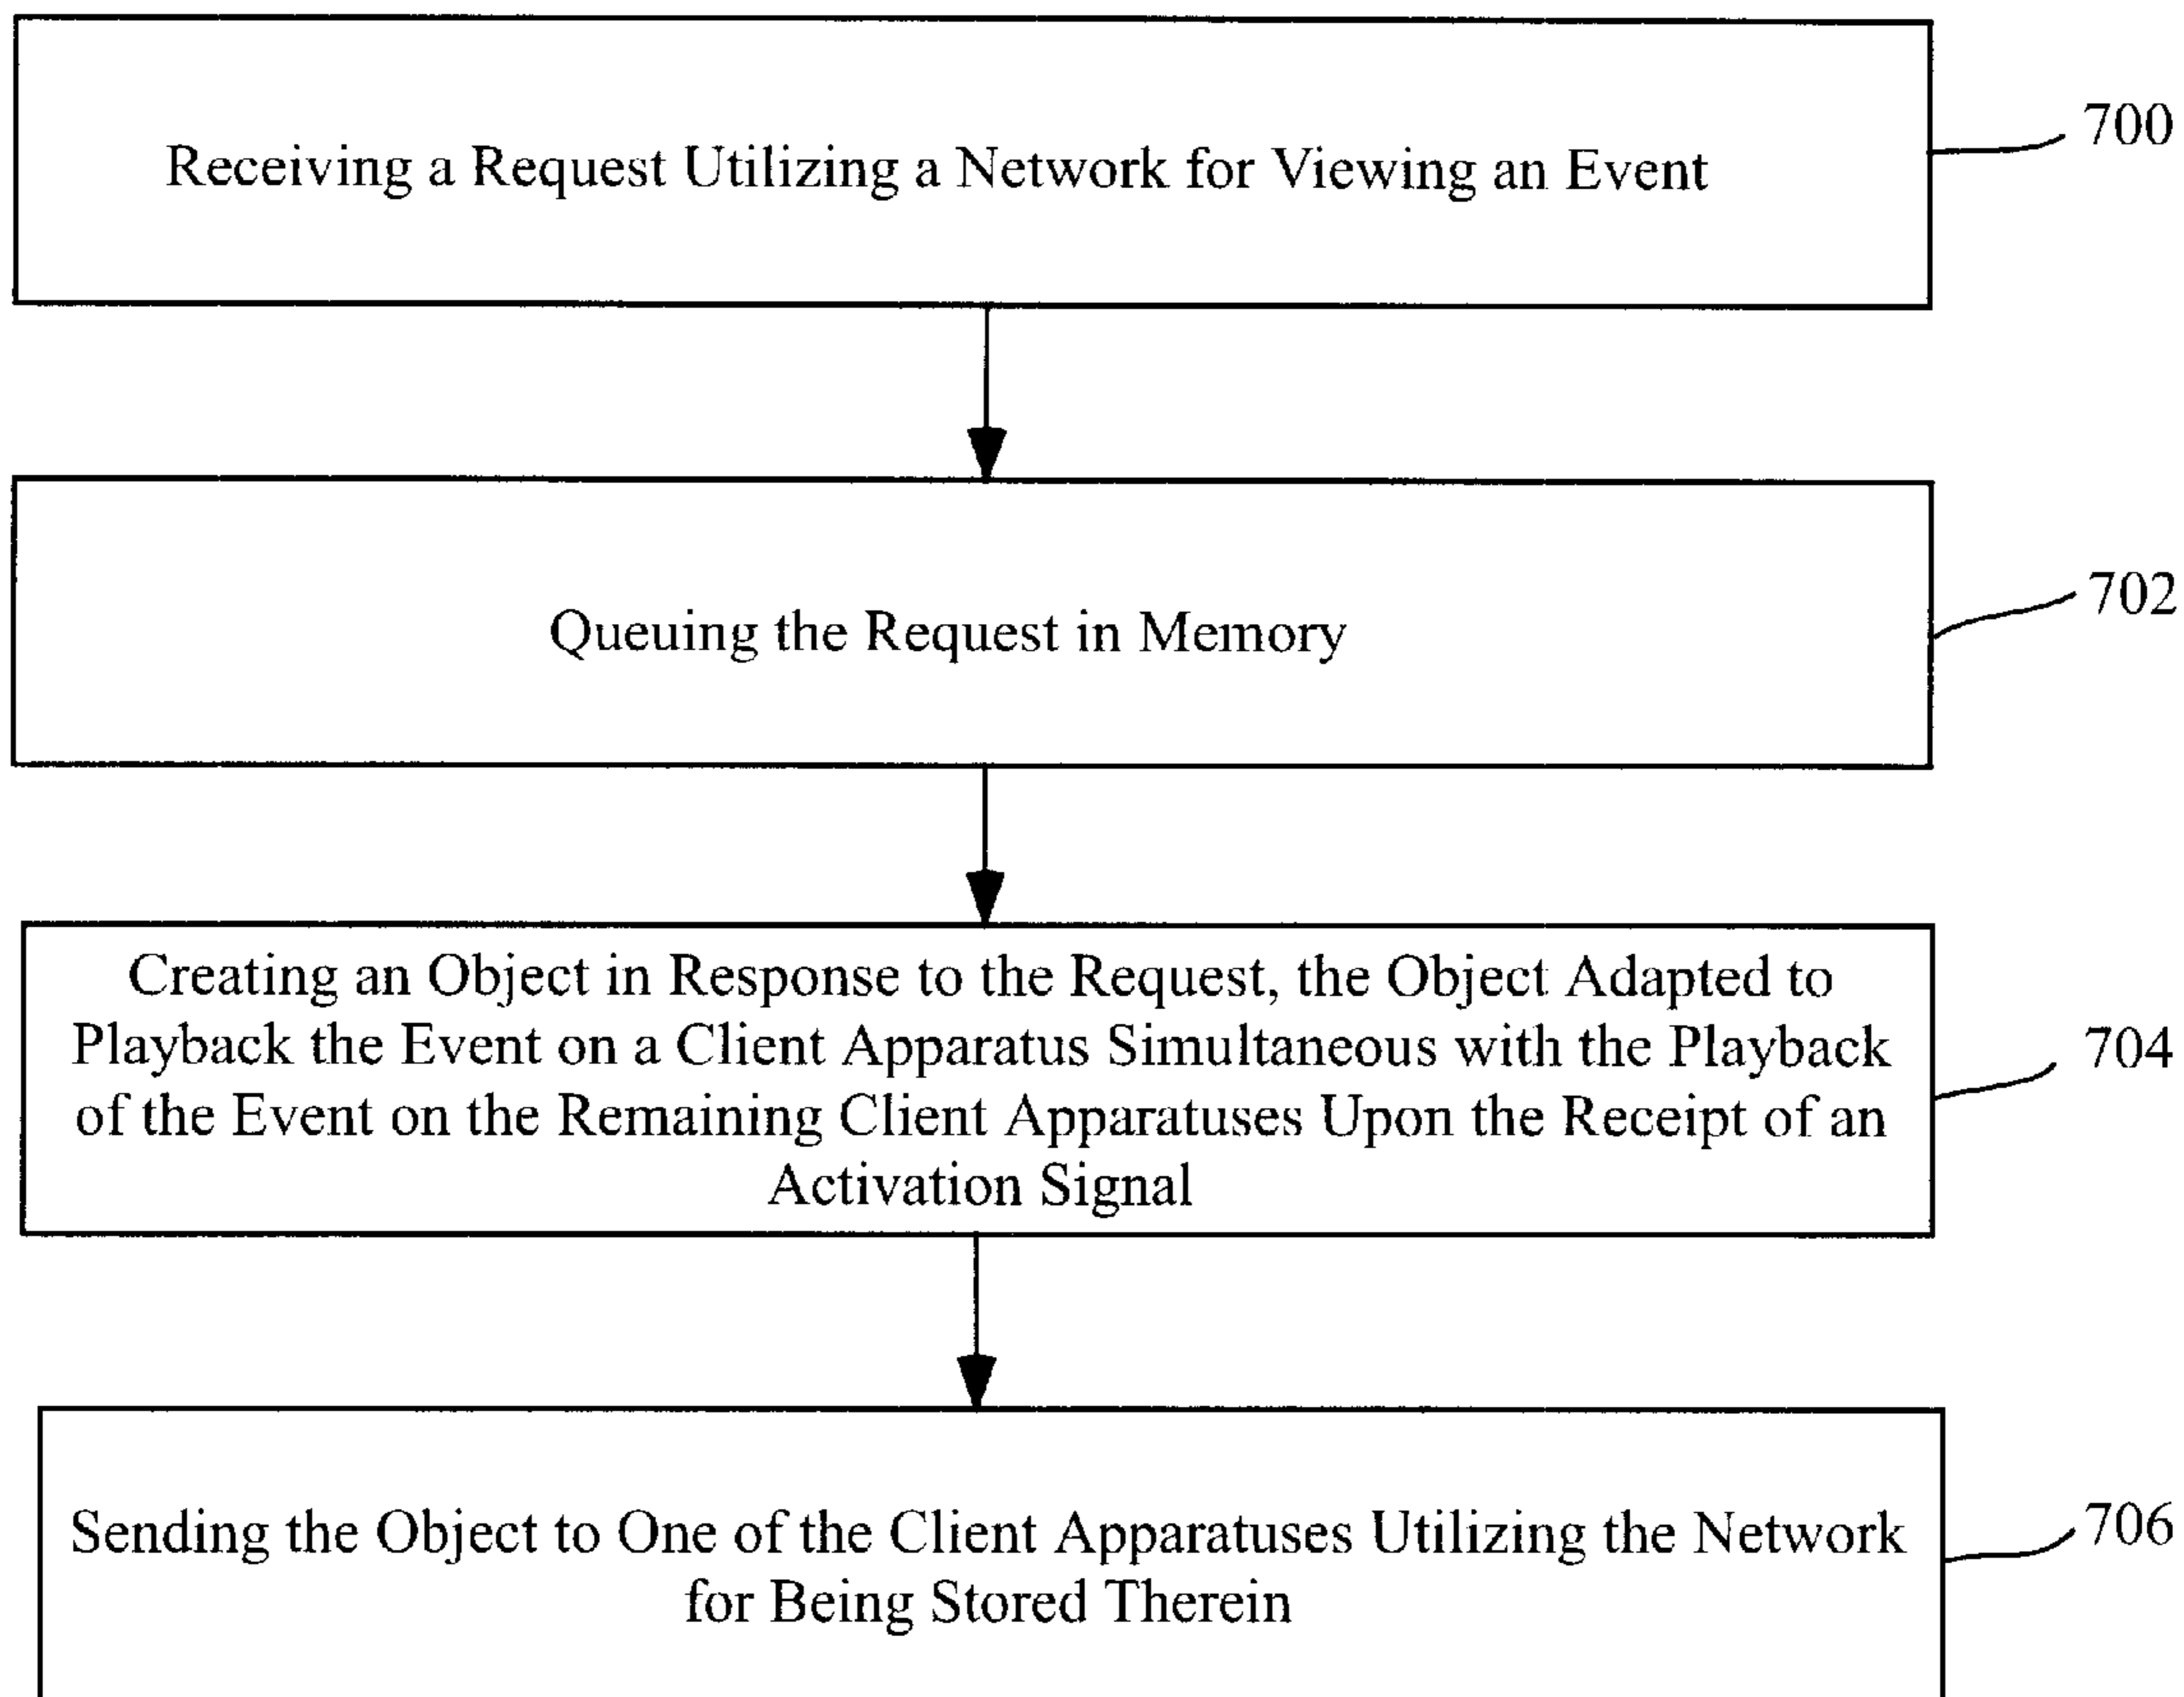 Receiving a Request Utilizing a Network for Viewing an Event
700
Queuing the Request in Memory
702
Creating an Object in Response to the Request, the Object Adapted to
Playback the Event on a Client Apparatus Simultaneous with the Playback
of the Event on the Remaining Client Apparatuses Upon the Receipt of an
Activation Signal
704
Sending the Object to One of the Client Apparatuses Utilizing the Network
for Being Stored Therein
706